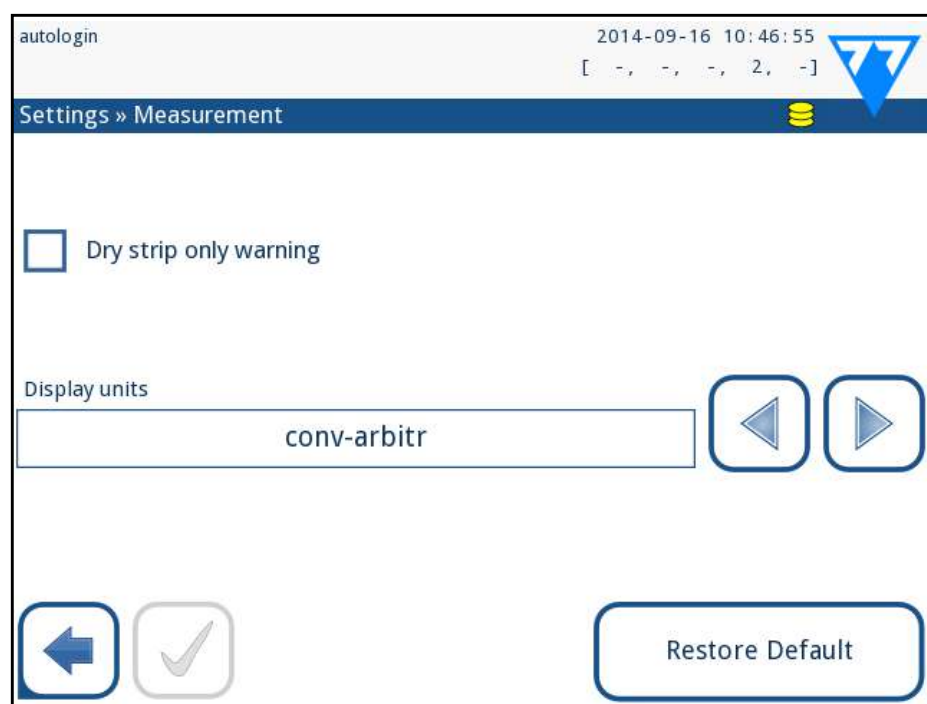 autologin
2014-09-16 10:46:55
[ -, -, -, 2, -]
Settings » Measurement
Dry strip only warning
Display units
conv-arbitr
Restore Default